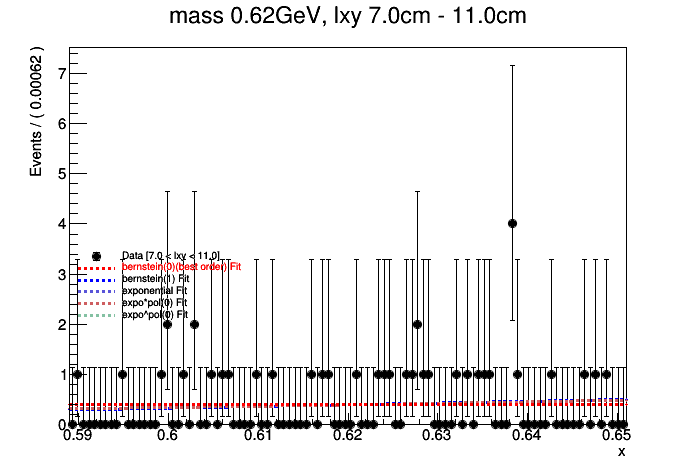 mass 0.62GeV, lxy 7.0cm - 11.0cm
Events / ( 0.00062 )
7
6
5
4
3
2
1
0
Data [7.0 < lxy < 11.0]
bernstein(0)(best order) Fit
bernstein(1) Fit
exponential Fit
expo*pol(0) Fit
expo^pol(0) Fit
0.59 0.6 0.61 0.62 0.63 0.64 0.65
x